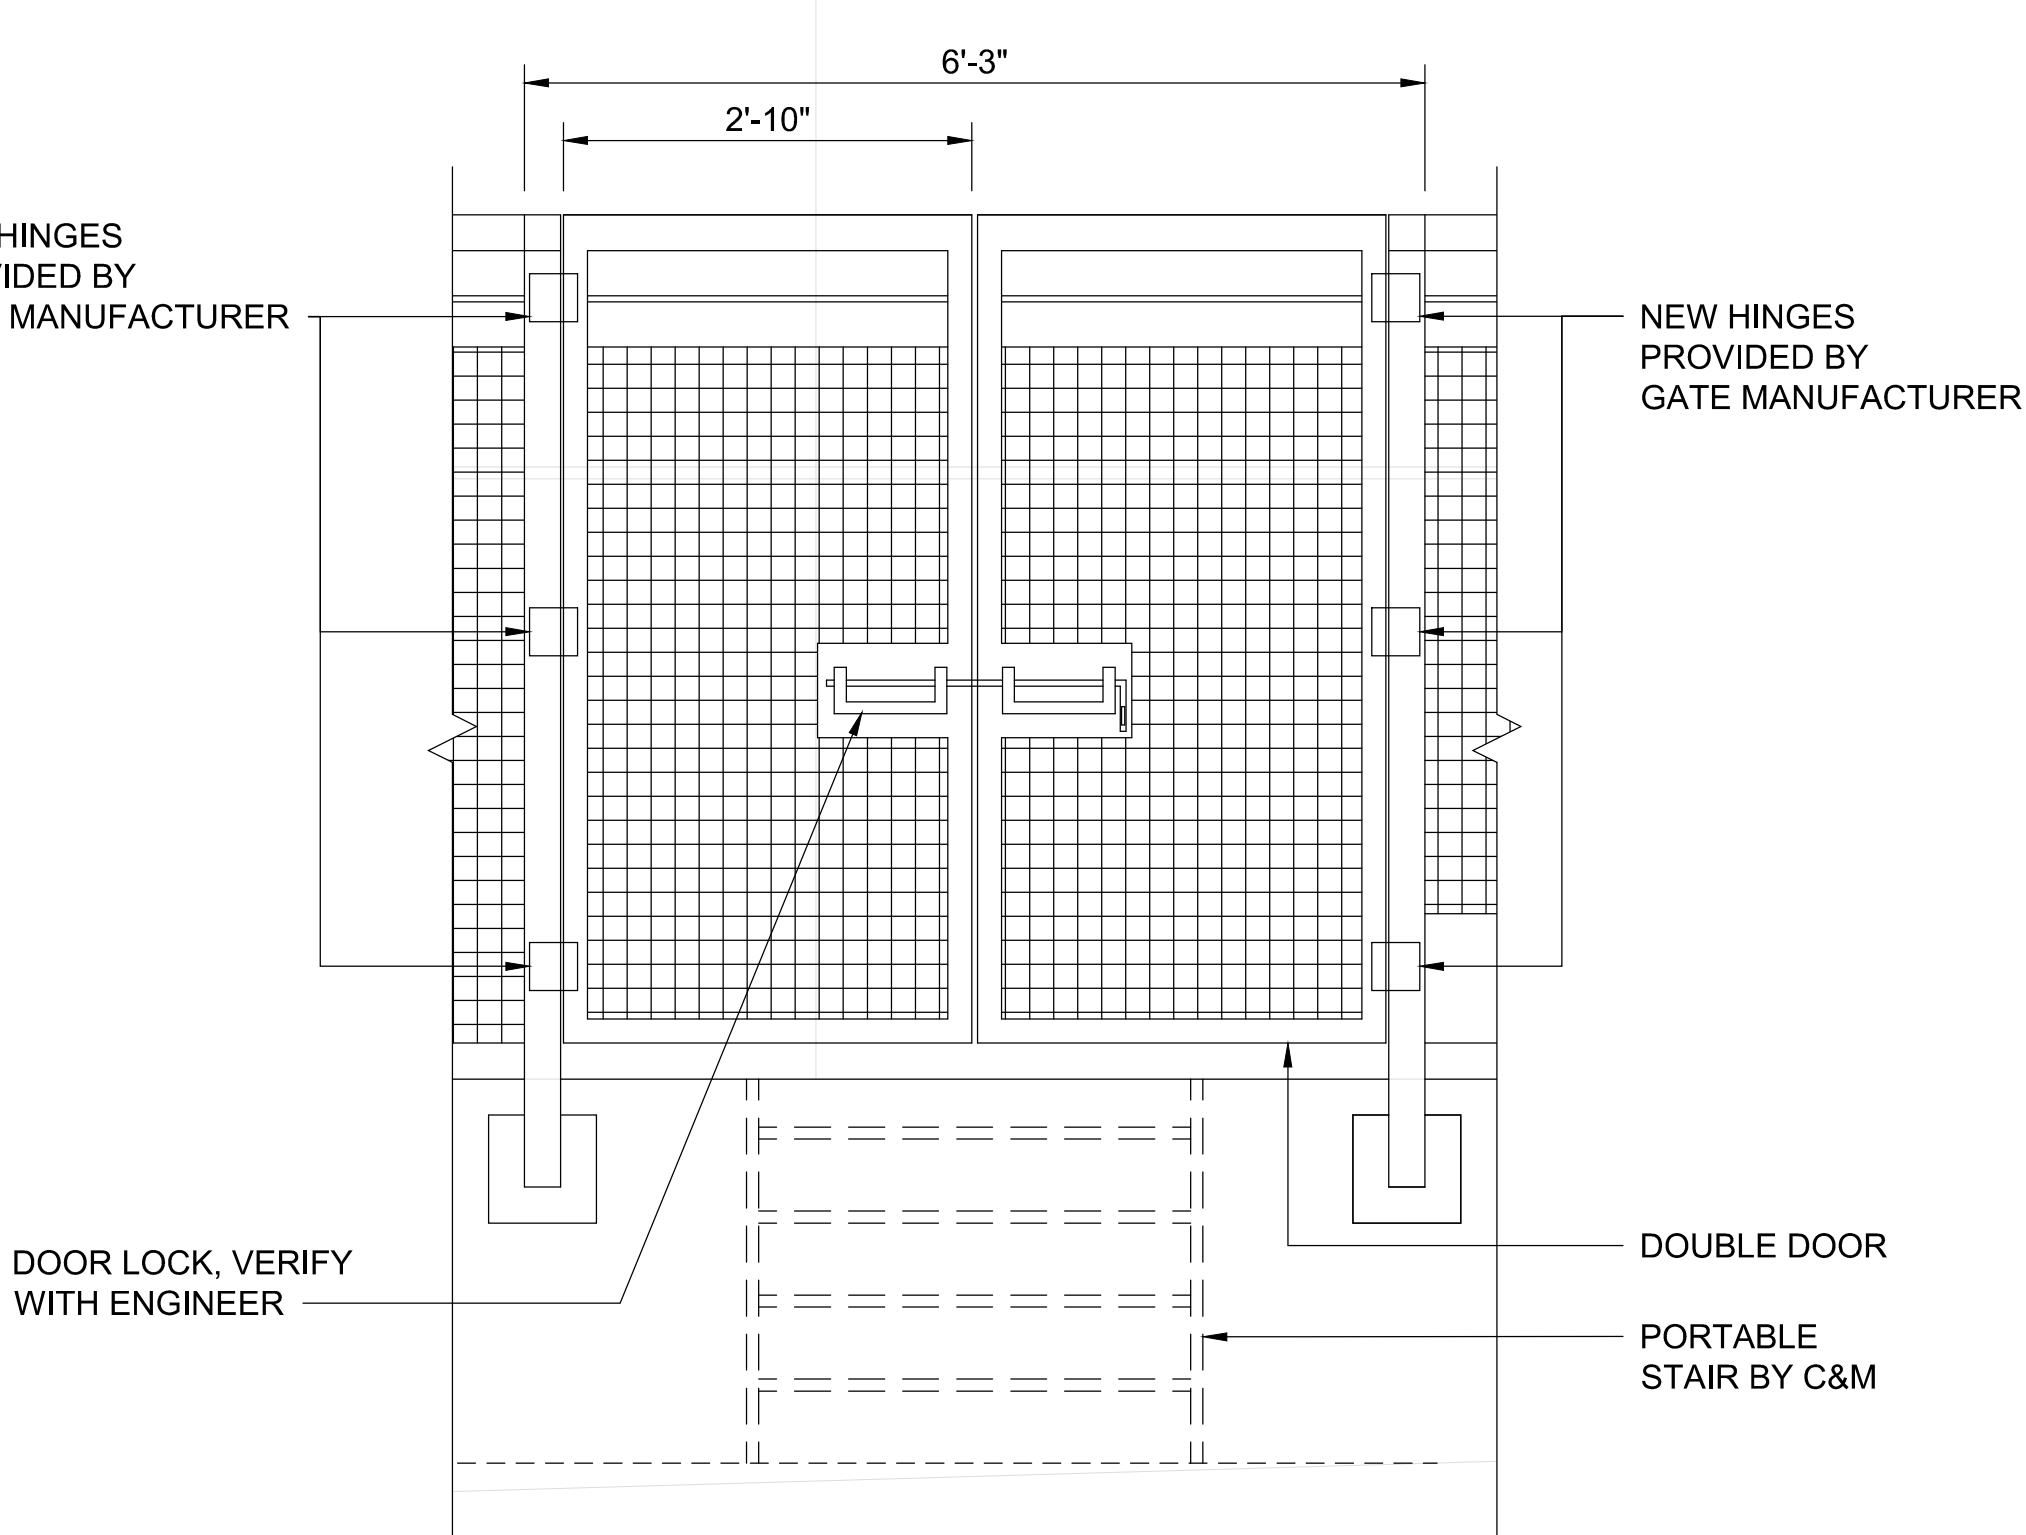 6'-3"
2'-10"
HINGES
VIDED BY
MANUFACTURER
NEW HINGES
PROVIDED BY
GATE MANUFACTURER
DOOR LOCK, VERIFY
WITH ENGINEER
DOUBLE DOOR
PORTABLE
STAIR BY C&M